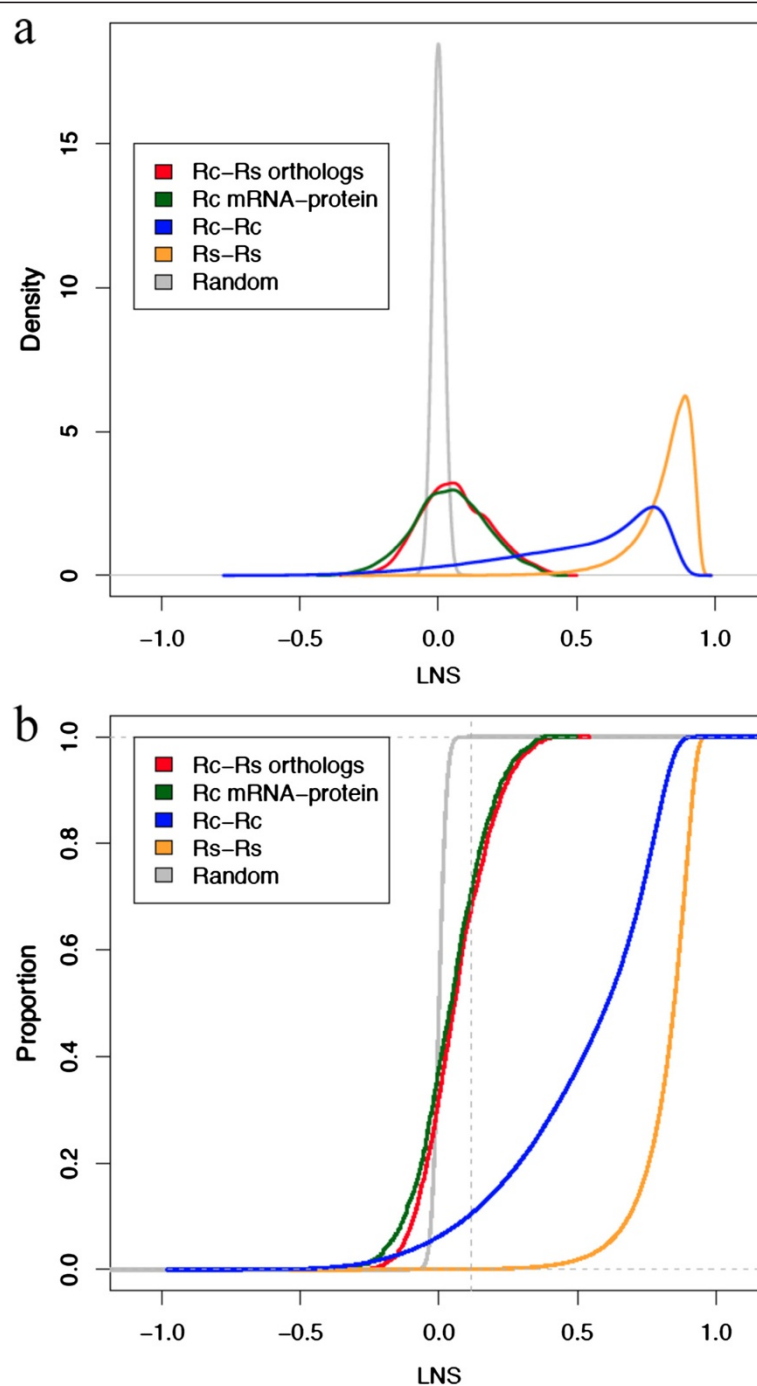 a
15
10
5
0
Density
Rc-Rs orthologs
Rc mRNA-protein
Rc-Rc
Rs-Rs
Random
-1.0 -0.5 0.0 0.5 1.0
LNS
b
1.0
0.8
0.6
0.4
0.2
0.0
Proportion
Rc-Rs orthologs
Rc mRNA-protein
Rc-Rc
Rs-Rs
Random
-1.0 -0.5 0.0 0.5 1.0
LNS